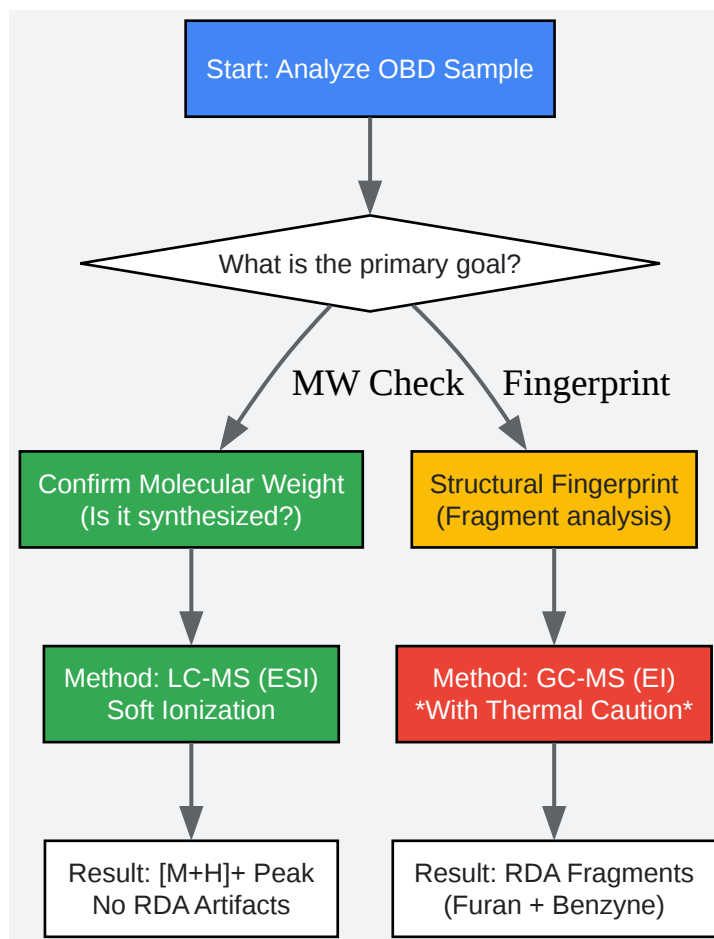 Start: Analyze OBD Sample
What is the primary goal?
MW Check
Fingerprint
Confirm Molecular Weight
(Is it synthesized?)
Structural Fingerprint
(Fragment analysis)
Method: LC-MS (ESI)
Soft Ionization
Method: GC-MS (EI)
*With Thermal Caution*
Result: [M+H]+ Peak
No RDA Artifacts
Result: RDA Fragments
(Furan + Benzyne)